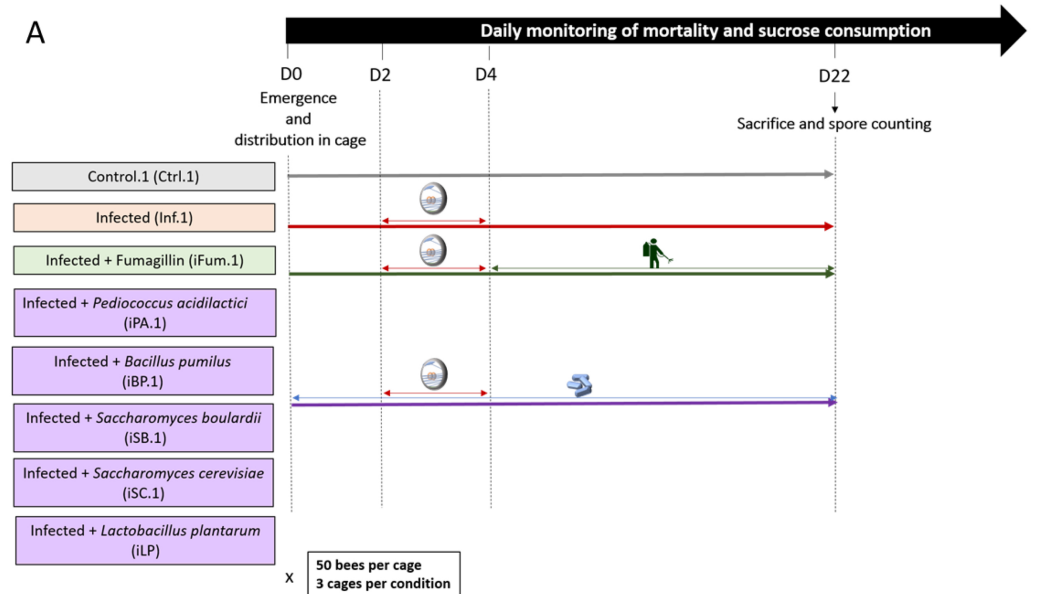 A
Daily monitoring of mortality and sucrose consumption
D0
D2
D4
D22
Emergence
and
distribution in cage
Sacrifice and spore counting
Control.1 (Ctrl.1)
Infected (Inf.1)
Infected + Fumagillin (iFum.1)
Infected + Pediococcus acidilactici
(iPA.1)
Infected + Bacillus pumilus
(iBP.1)
Infected + Saccharomyces boulardii
(iSB.1)
Infected + Saccharomyces cerevisiae
(iSC.1)
Infected + Lactobacillus plantarum
(iLP)
x
50 bees per cage
3 cages per condition